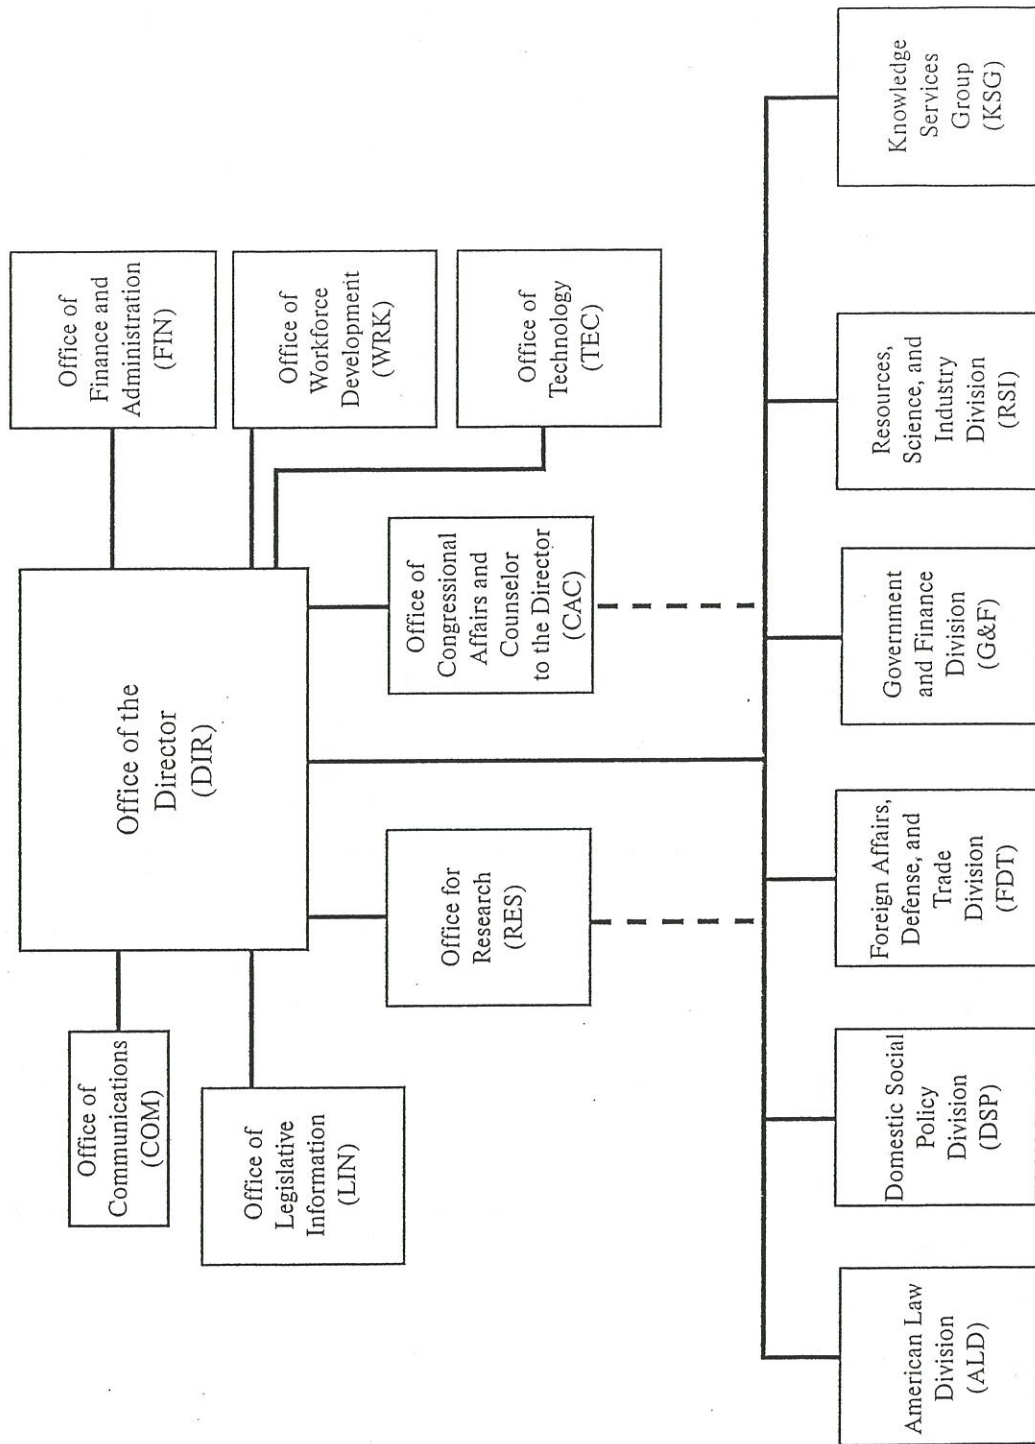 Office of the
Director
(DIR)
Office of
Communications
(COM)
Office of
Legislative
Information
(LIN)
Office of
Finance and
Administration
(FIN)
Office of
Workforce
Development
(WRK)
Office of
Technology
(TEC)
Office for
Research
(RES)
Office of
Congressional
Affairs and
Counselor
to the Director
(CAC)
American Law
Division
(ALD)
Domestic Social
Policy
Division
(DSP)
Foreign Affairs,
Defense, and
Trade
Division
(FDT)
Government
and Finance
Division
(G&F)
Resources,
Science, and
Industry
Division
(RSI)
Knowledge
Services
Group
(KSG)